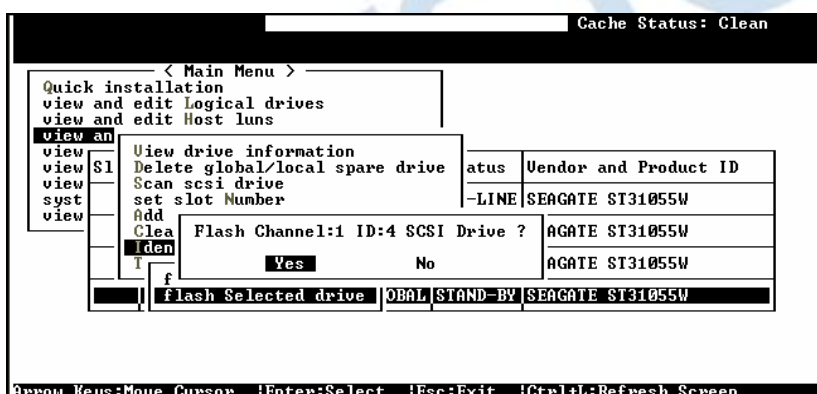 Cache Status: Clean
< Main Menu >
Quick installation
view and edit Logical drives
view and edit Host luns
view an
view
view
view
syst
view
View drive information
Delete global/local spare drive
Scan scsi drive
set slot Number
Add
Clea
Iden
T
Sl
atus
Vendor and Product ID
-LINE SEAGATE ST31055W
AGATE ST31055W
AGATE ST31055W
Flash Channel:1 ID:4 SCSI Drive ?
Yes No
f
flash Selected drive
OBAL STAND-BY SEAGATE ST31055W
Arrow Keys:Move Cursor |Enter:Select |Esc:Exit |Ctrl+L:Refresh Screen